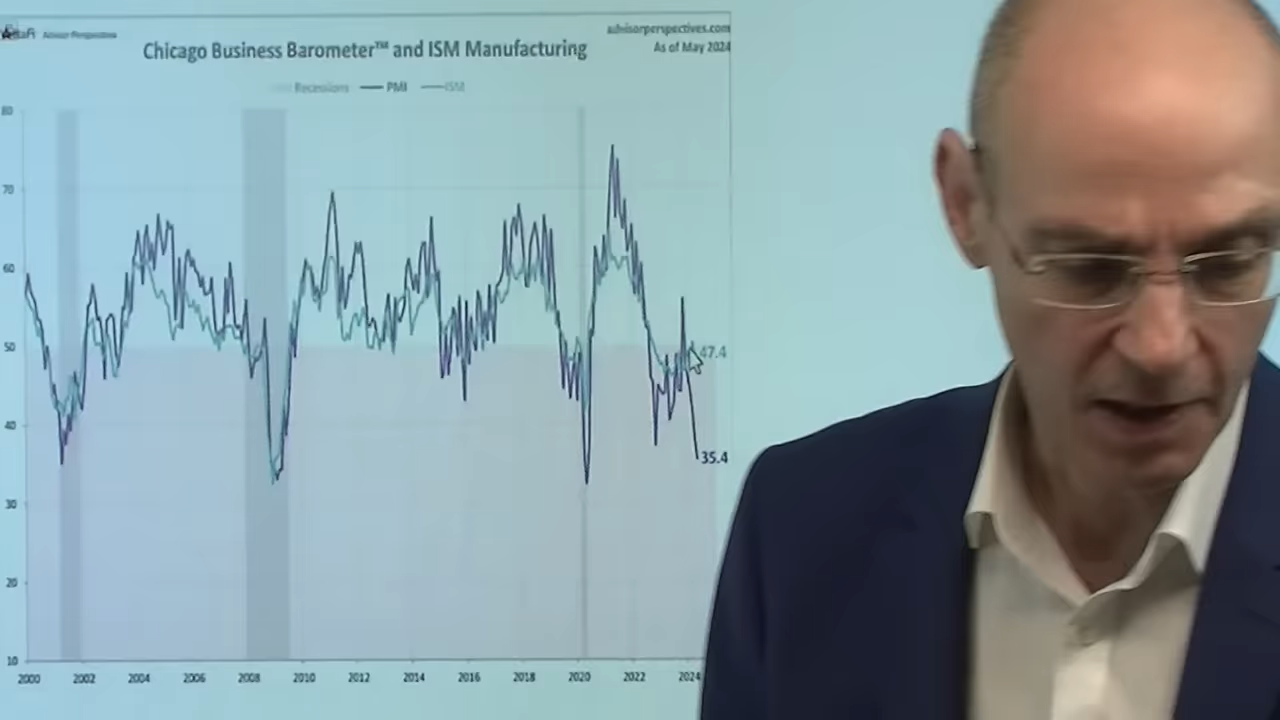 Advisor Perspectives
advisorperspectives.com
Chicago Business Barometer™ and ISM Manufacturing
As of May 2024
Recessions PMI ISM
80
70
60
50
40
30
20
10
47.4
35.4
2000 2002 2004 2006 2008 2010 2012 2014 2016 2018 2020 2022 2024